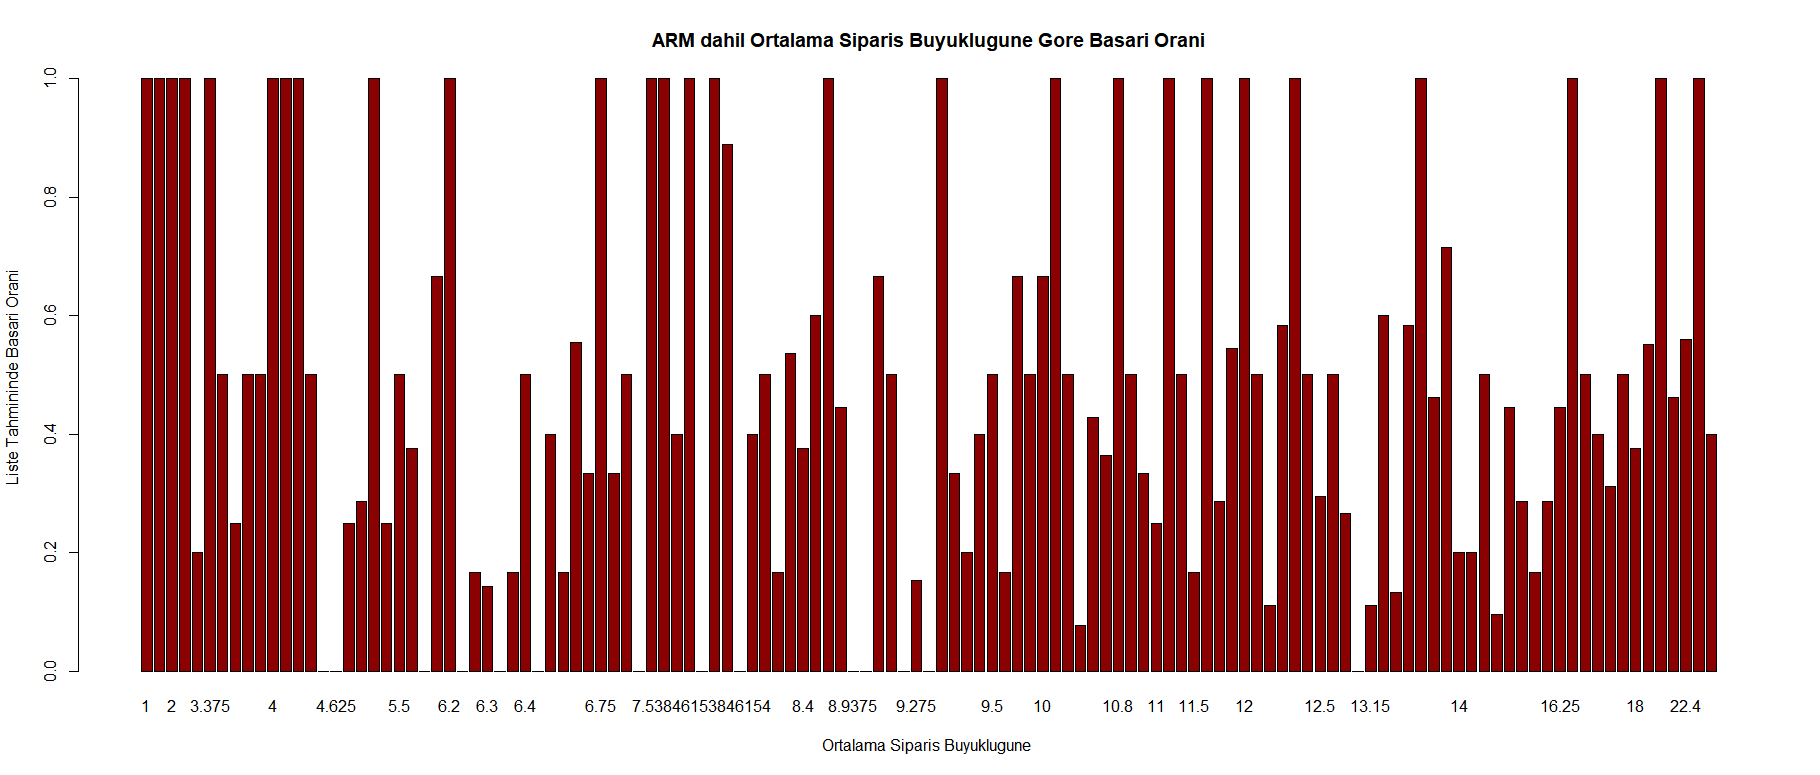 ARM dahil Ortalama Siparis Buyuklugune Gore Basari Orani
Liste Tahmininde Basari Orani
1.0
0.8
0.6
0.4
0.2
0.0
1 2 3.375 4 4.625 5.5 6.2 6.3 6.4 6.75 7.53846153846154 8.4 8.9375 9.275 9.5 10 10.8 11 11.5 12 12.5 13.15 14 16.25 18 22.4
Ortalama Siparis Buyuklugune